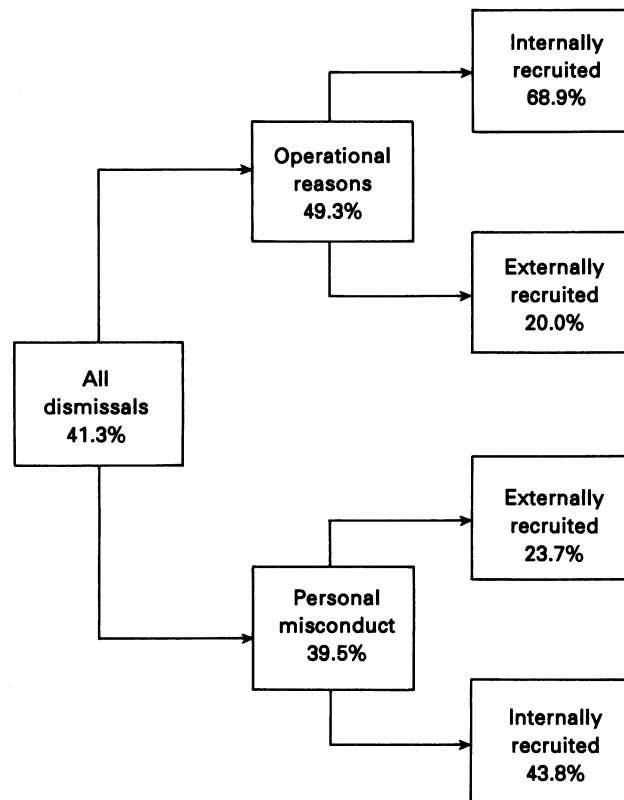 Internally
recruited
68.9%
Operational
reasons
49.3%
Externally
recruited
20.0%
All
dismissals
41.3%
Externally
recruited
23.7%
Personal
misconduct
39.5%
Internally
recruited
43.8%